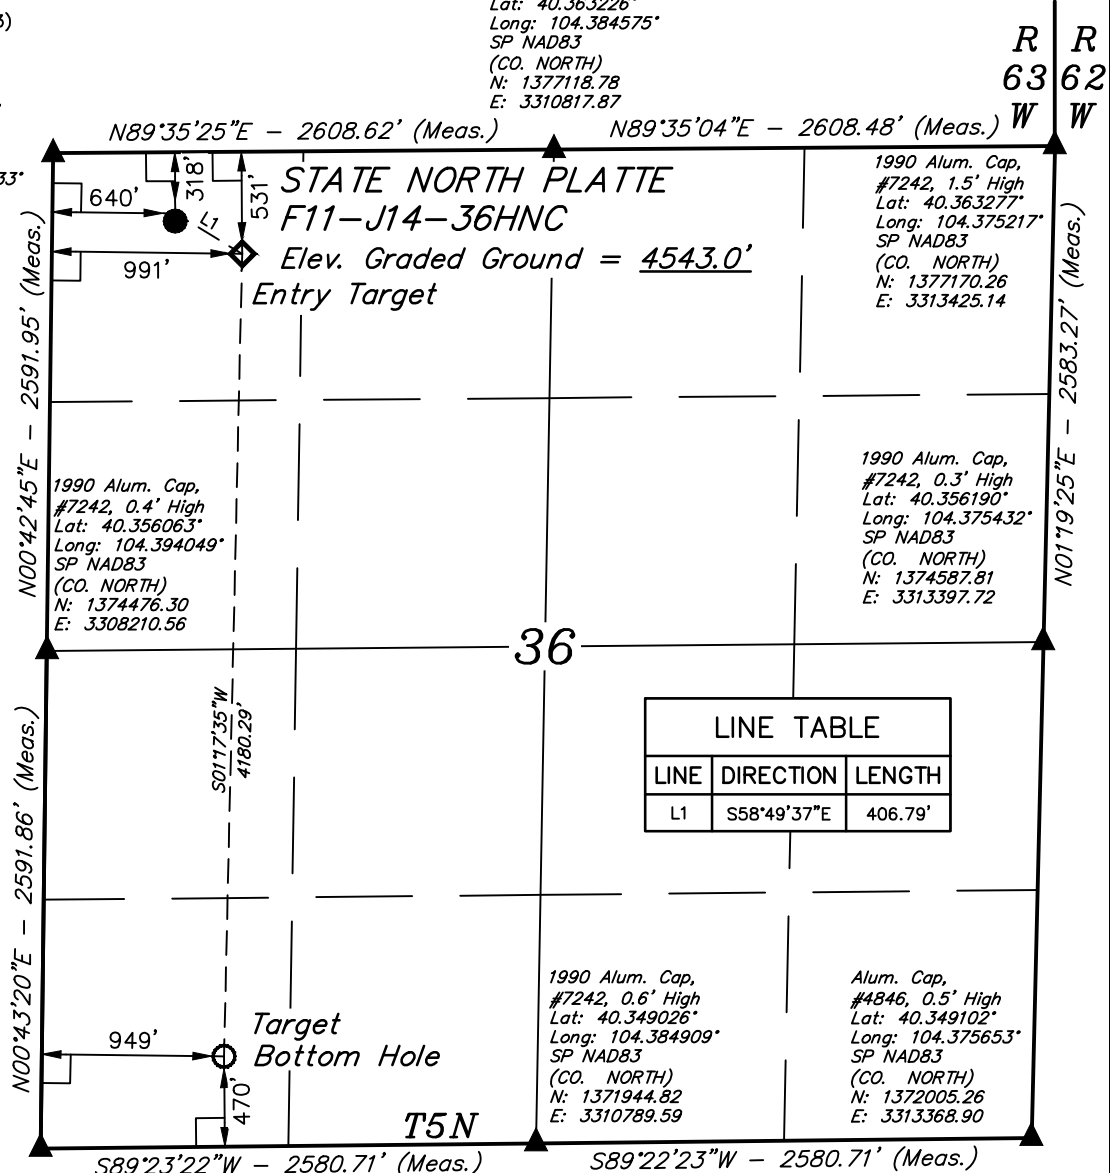 3)
Lat: 40.363226°
Long: 104.384575°
SP NAD83
(CO. NORTH)
N: 1377118.78
E: 3310817.87
R R
63 62
W W
N89°35'25"E - 2608.62' (Meas.)
N89°35'04"E - 2608.48' (Meas.)
33"
640'
318'
531'
L1
991'
STATE NORTH PLATTE
F11-J14-36HNC
Elev. Graded Ground = 4543.0'
Entry Target
1990 Alum. Cap,
#7242, 1.5' High
Lat: 40.363277°
Long: 104.375217°
SP NAD83
(CO. NORTH)
N: 1377170.26
E: 3313425.14
N00°42'45"E - 2591.95' (Meas.)
N01°19'25"E - 2583.27' (Meas.)
1990 Alum. Cap,
#7242, 0.4' High
Lat: 40.356063°
Long: 104.394049°
SP NAD83
(CO. NORTH)
N: 1374476.30
E: 3308210.56
1990 Alum. Cap,
#7242, 0.3' High
Lat: 40.356190°
Long: 104.375432°
SP NAD83
(CO. NORTH)
N: 1374587.81
E: 3313397.72
36
S01°17'35"W
4180.29'
LINE TABLE
LINE DIRECTION LENGTH
L1 S58°49'37"E 406.79'
N00°43'20"E - 2591.86' (Meas.)
949'
Target
Bottom Hole
470'
1990 Alum. Cap,
#7242, 0.6' High
Lat: 40.349026°
Long: 104.384909°
SP NAD83
(CO. NORTH)
N: 1371944.82
E: 3310789.59
Alum. Cap,
#4846, 0.5' High
Lat: 40.349102°
Long: 104.375653°
SP NAD83
(CO. NORTH)
N: 1372005.26
E: 3313368.90
T5N
S89°23'22"W - 2580.71' (Meas.)
S89°22'23"W - 2580.71' (Meas.)